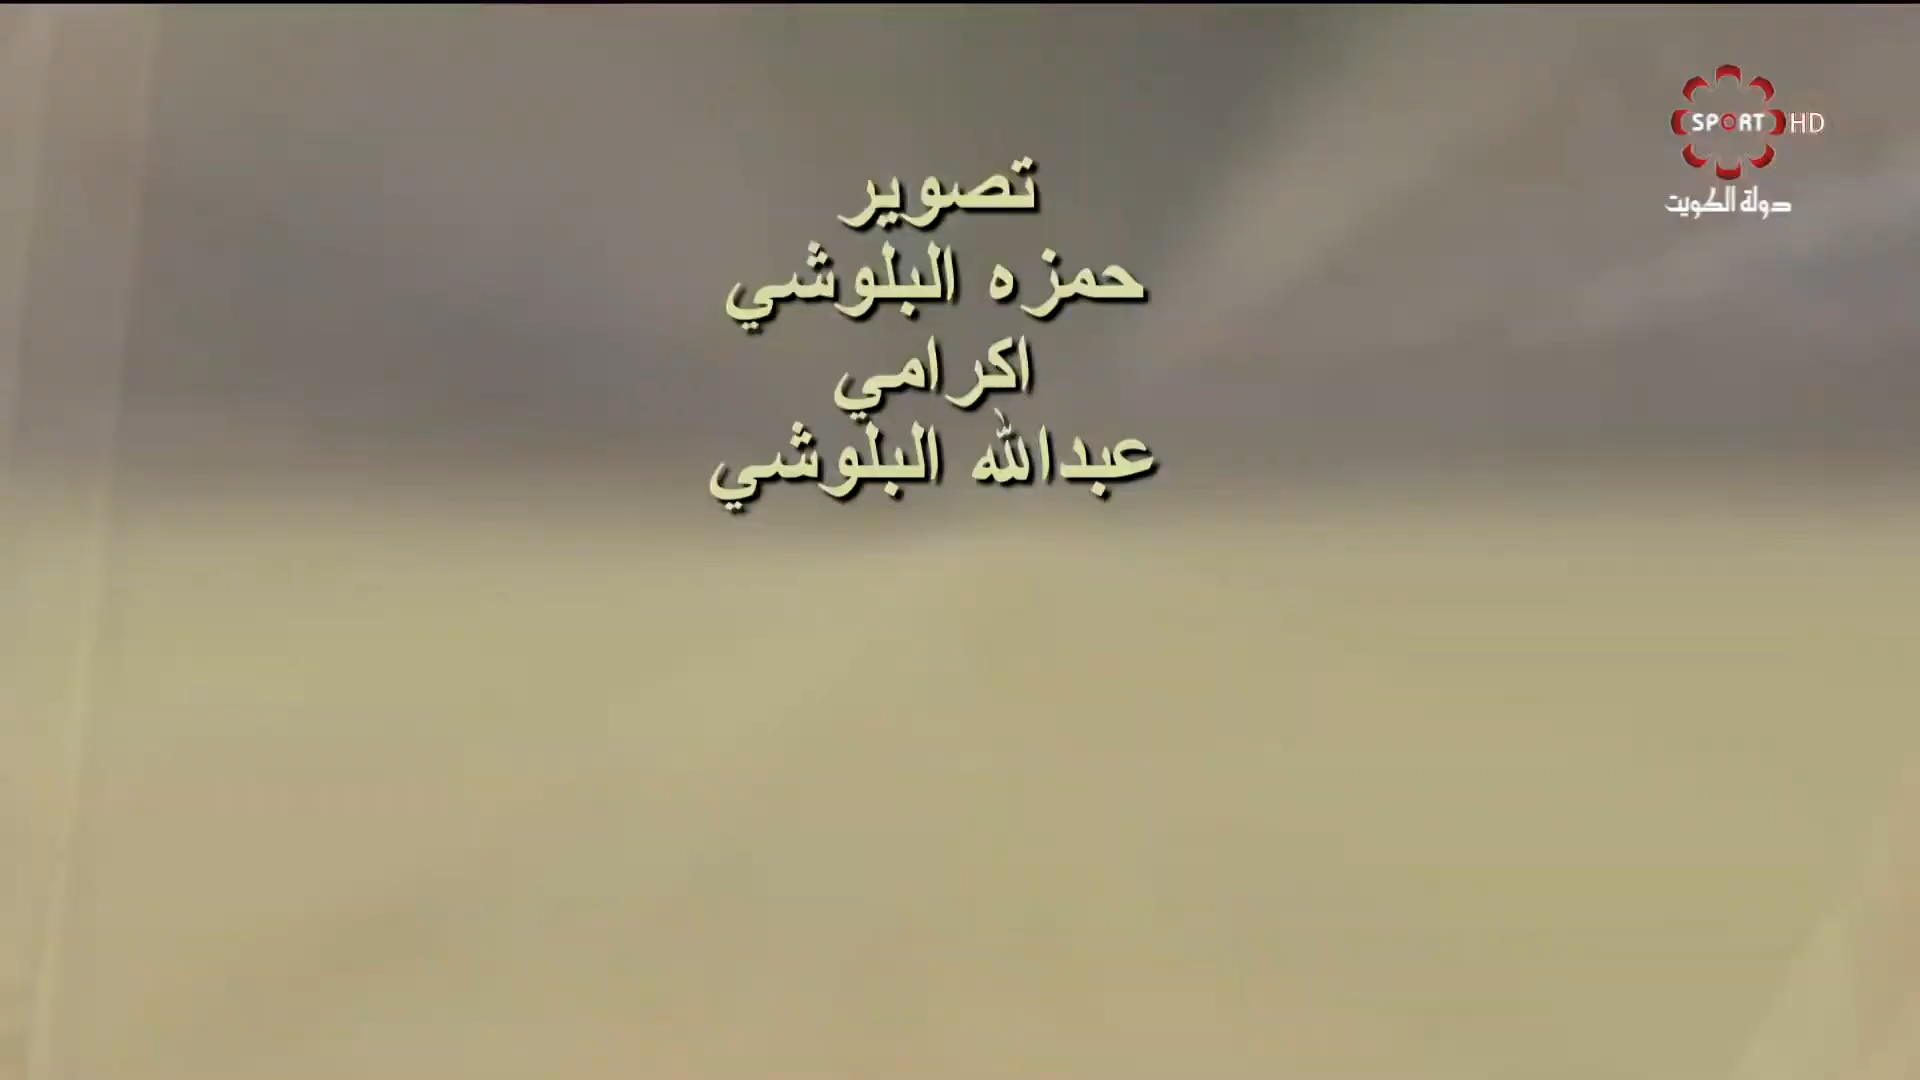 SPORT HD
دولة الكويت
تصوير
حمزه البلوشي
اكرامي
عبدالله البلوشي